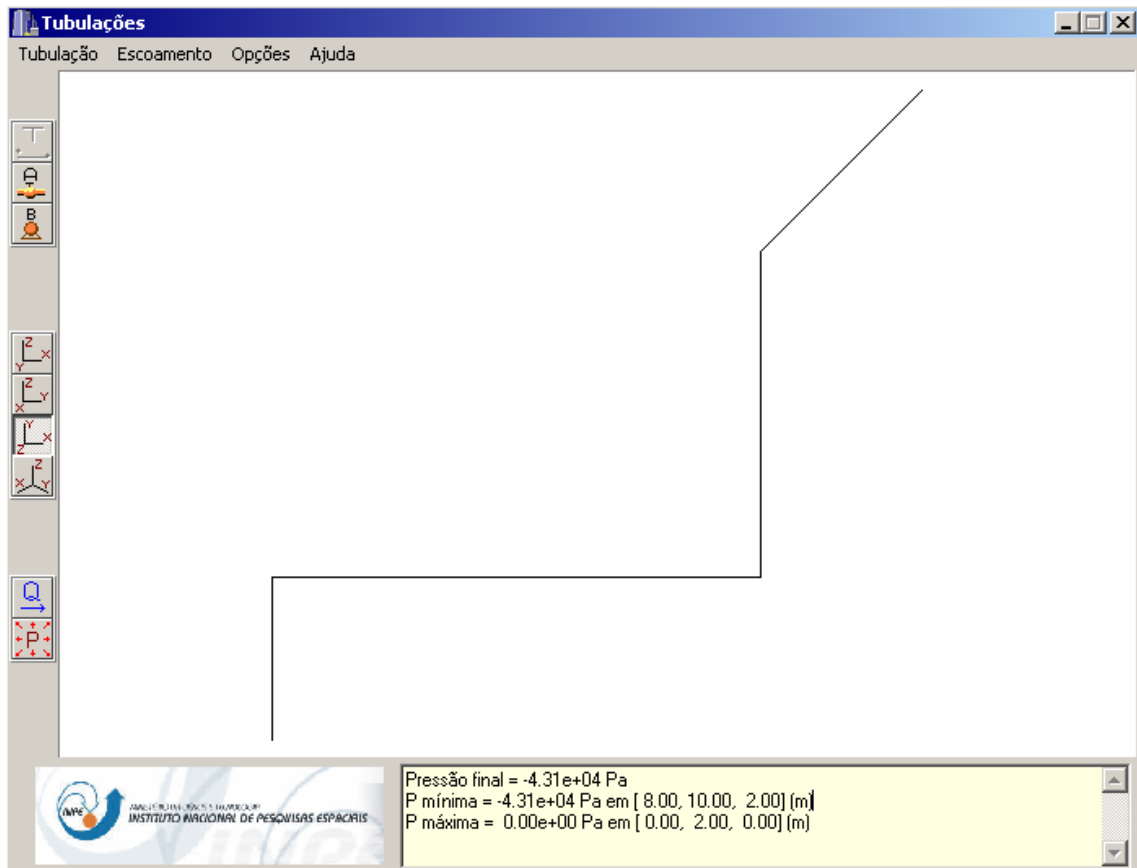 Tubulações
Tubulação Escoamento Opções Ajuda
T
A
B
Z
X
Y
Z
Y
X
Y
X
Z
Z
X
Y
Q
P
Pressão final = -4.31e+04 Pa
P mínima = -4.31e+04 Pa em [ 8.00, 10.00, 2.00] (m)
P máxima = 0.00e+00 Pa em [ 0.00, 2.00, 0.00] (m)
INPE
INSTITUTO NACIONAL DE PESQUISAS ESPACIAIS